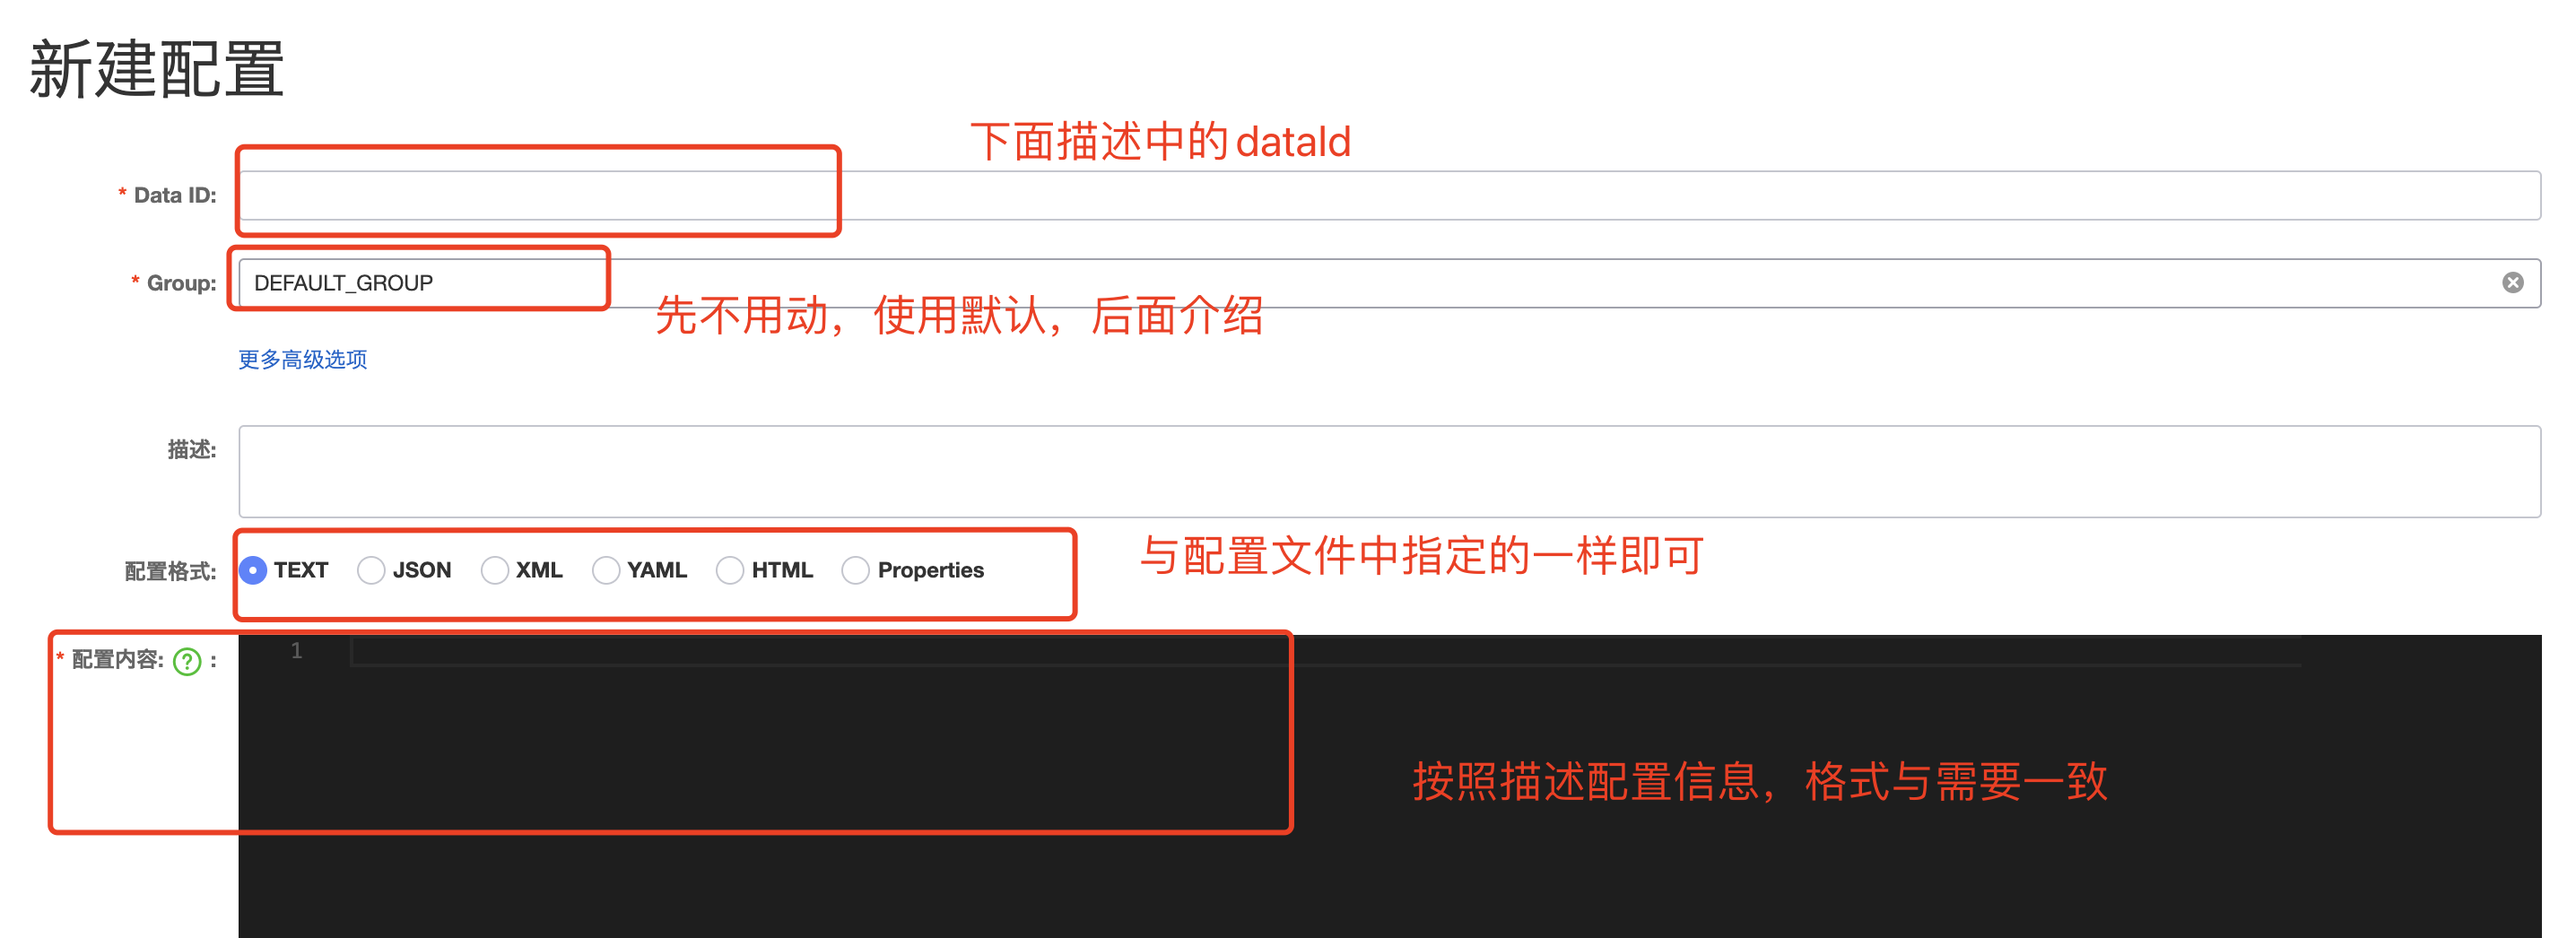 新建配置
下面描述中的dataId
* Data ID:
* Group: DEFAULT_GROUP
先不用动，使用默认，后面介绍
更多高级选项
描述:
与配置文件中指定的一样即可
配置格式: TEXT JSON XML YAML HTML Properties
* 配置内容: ? : 1
按照描述配置信息，格式与需要一致